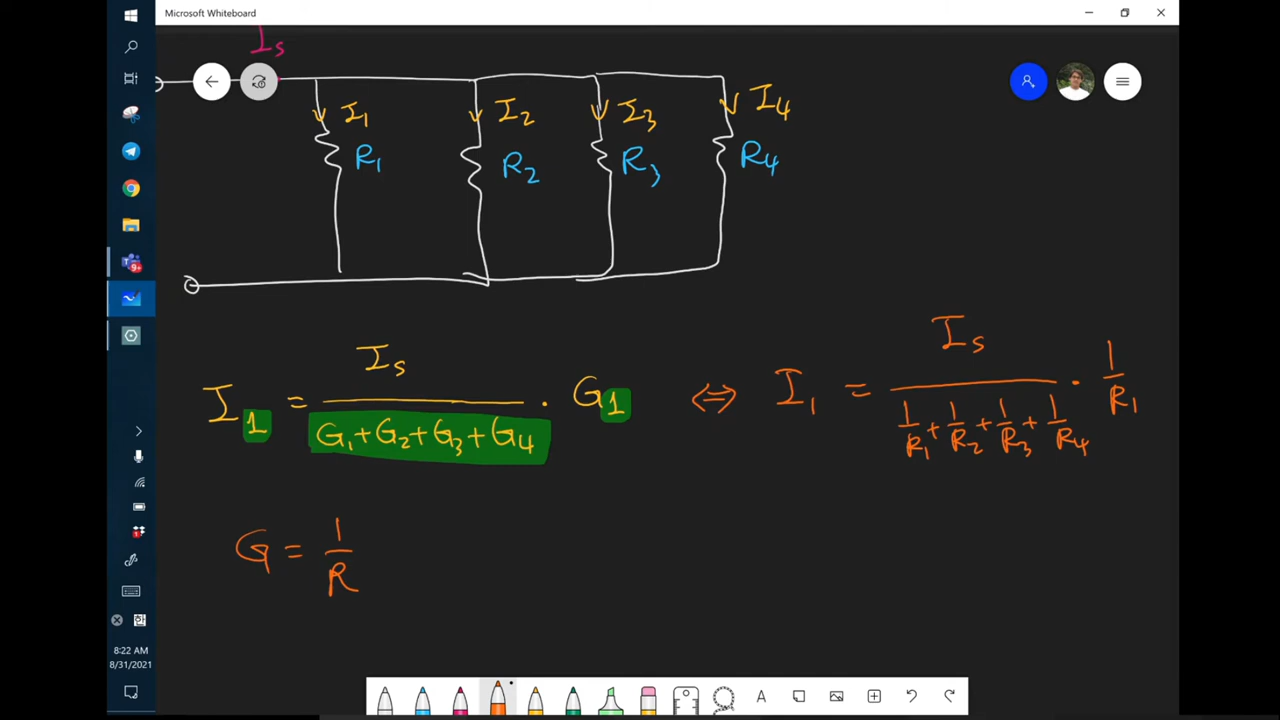 Microsoft Whiteboard
Is
I1 I2 I3 I4
R1 R2 R3 R4
I1 = Is / (G1+G2+G3+G4) · G1 ⇔ I1 = Is / (1/R1 + 1/R2 + 1/R3 + 1/R4) · 1/R1
G = 1/R
9+
8:22 AM
8/31/2021
A